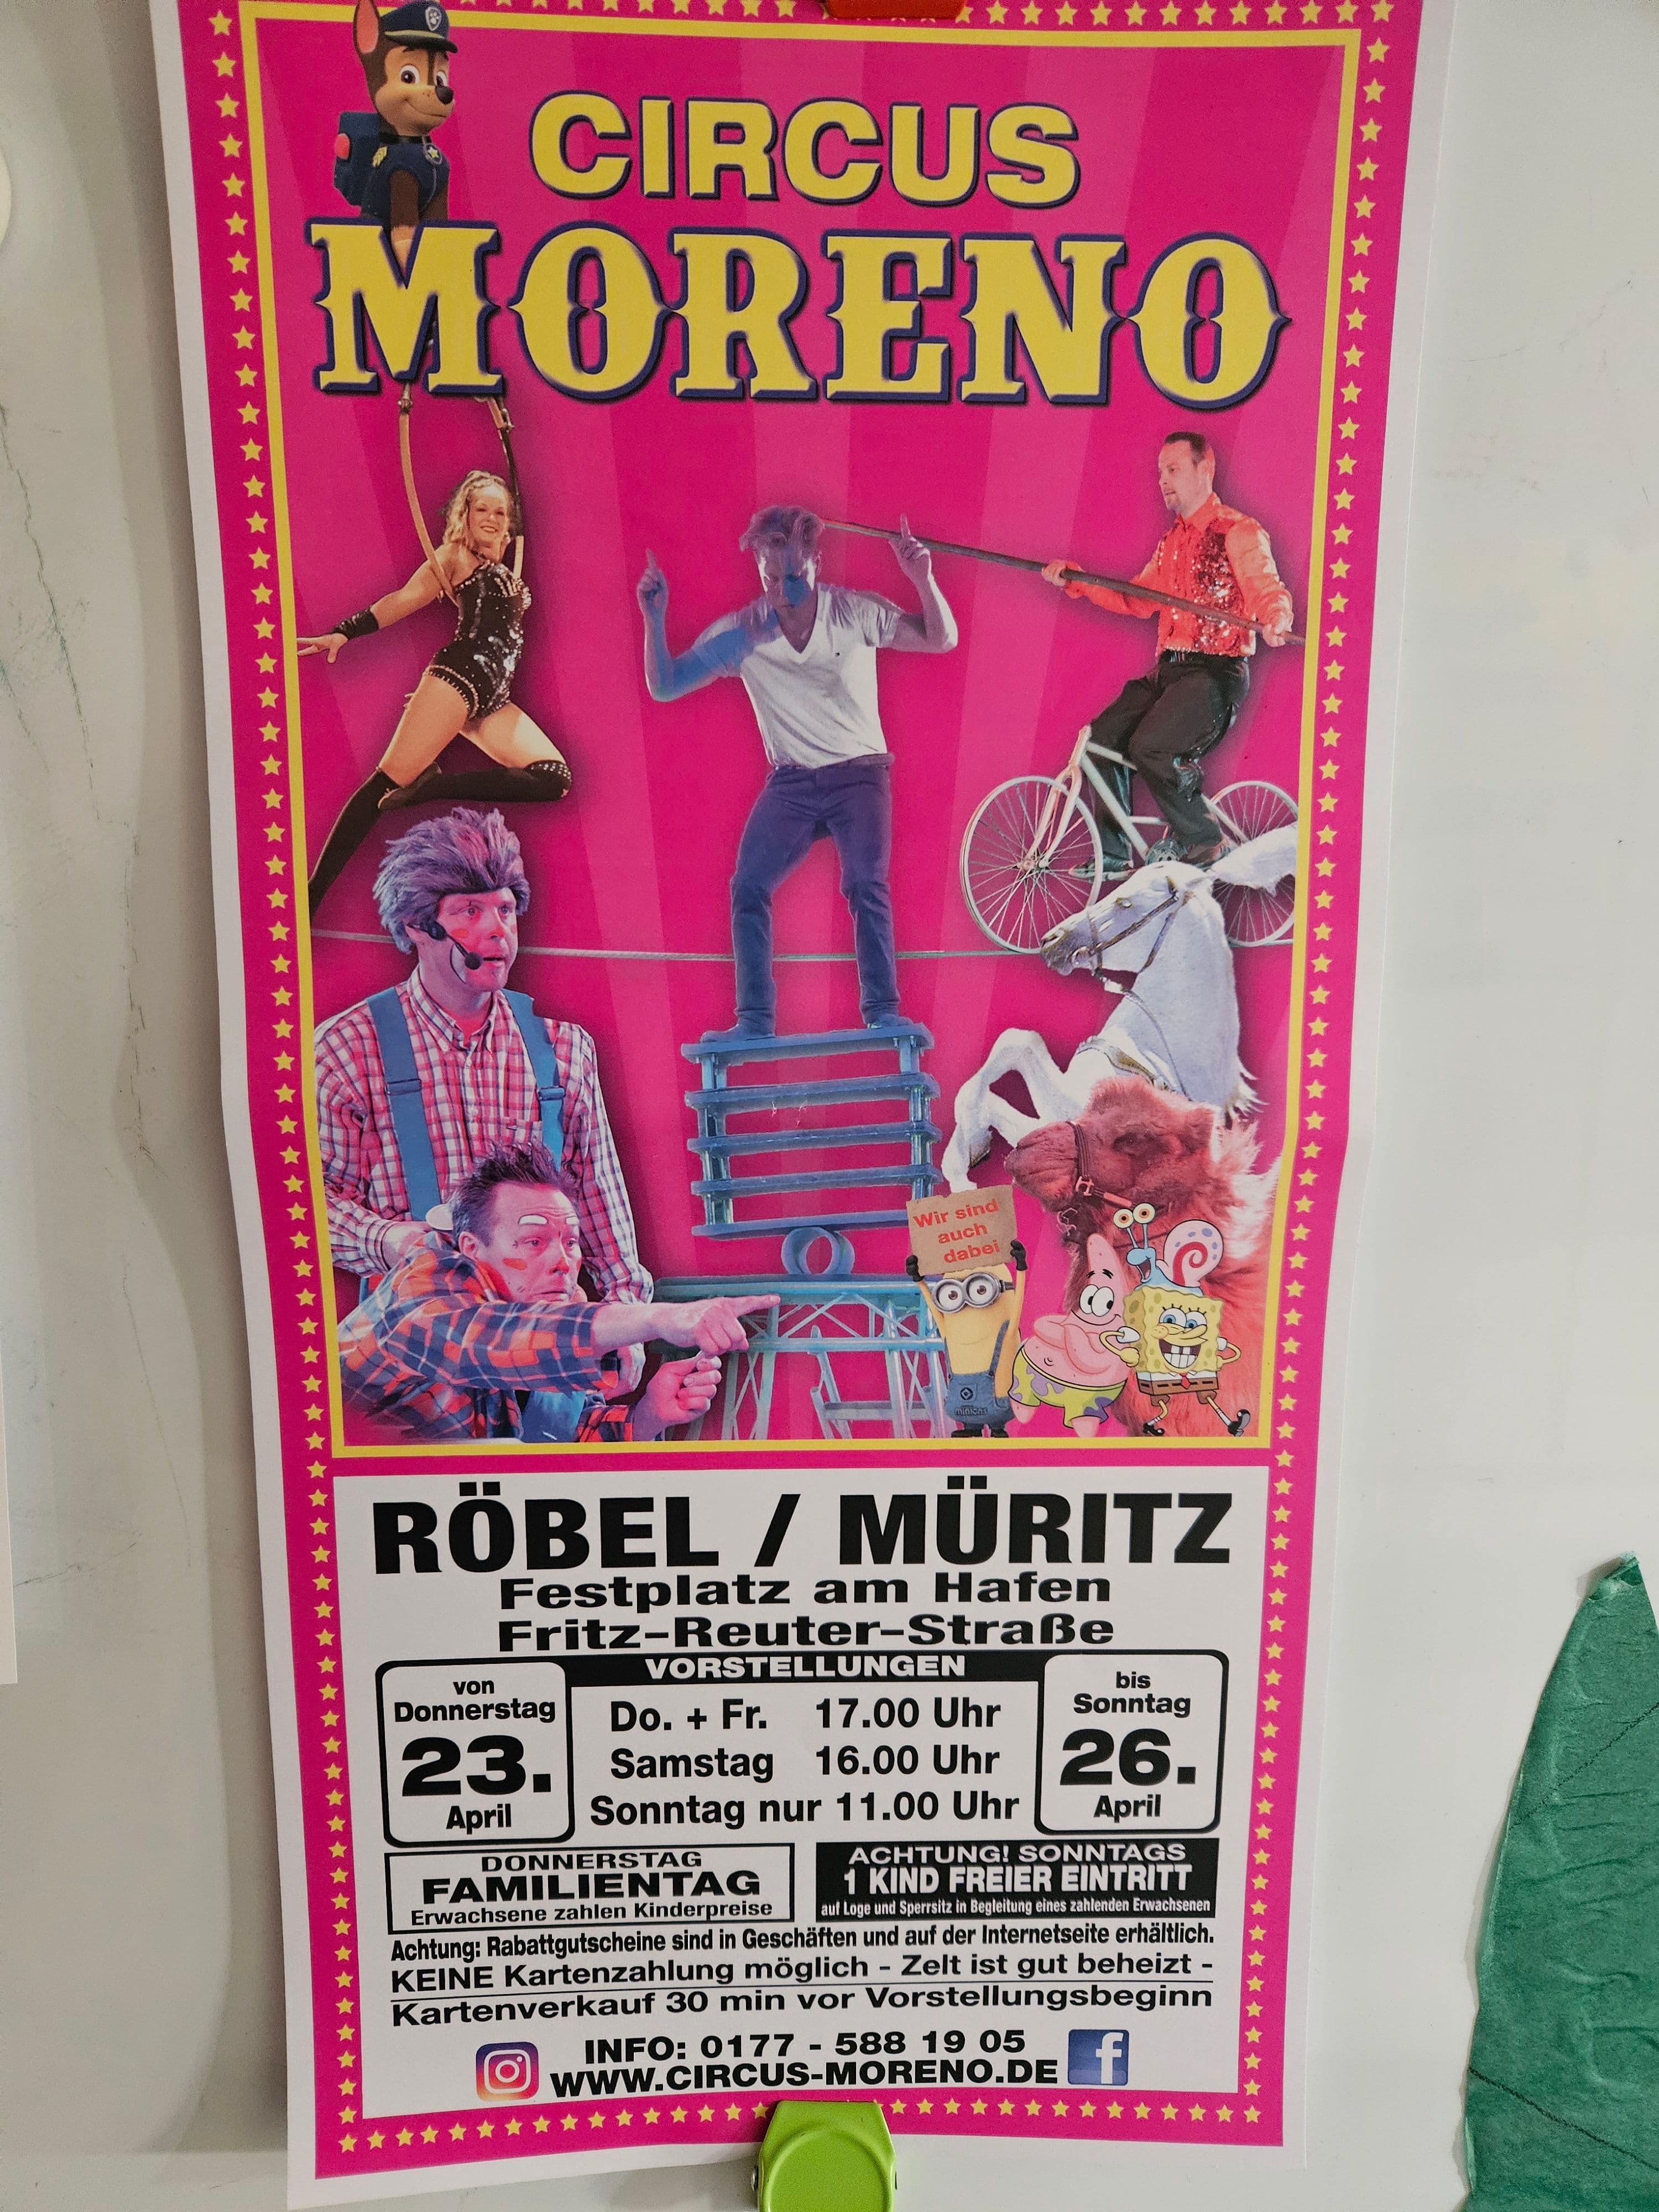 CIRCUS
MORENO
Wir sind
auch
dabei
minions
RÖBEL / MÜRITZ
Festplatz am Hafen
Fritz-Reuter-Straße
VORSTELLUNGEN
von
Donnerstag
23.
April
Do. + Fr. 17.00 Uhr
Samstag 16.00 Uhr
Sonntag nur 11.00 Uhr
bis
Sonntag
26.
April
DONNERSTAG
FAMILIENTAG
Erwachsene zahlen Kinderpreise
ACHTUNG! SONNTAGS
1 KIND FREIER EINTRITT
auf Loge und Sperrsitz in Begleitung eines zahlenden Erwachsenen
Achtung: Rabattgutscheine sind in Geschäften und auf der Internetseite erhältlich.
KEINE Kartenzahlung möglich - Zelt ist gut beheizt -
Kartenverkauf 30 min vor Vorstellungsbeginn
INFO: 0177 - 588 19 05
WWW.CIRCUS-MORENO.DE
f